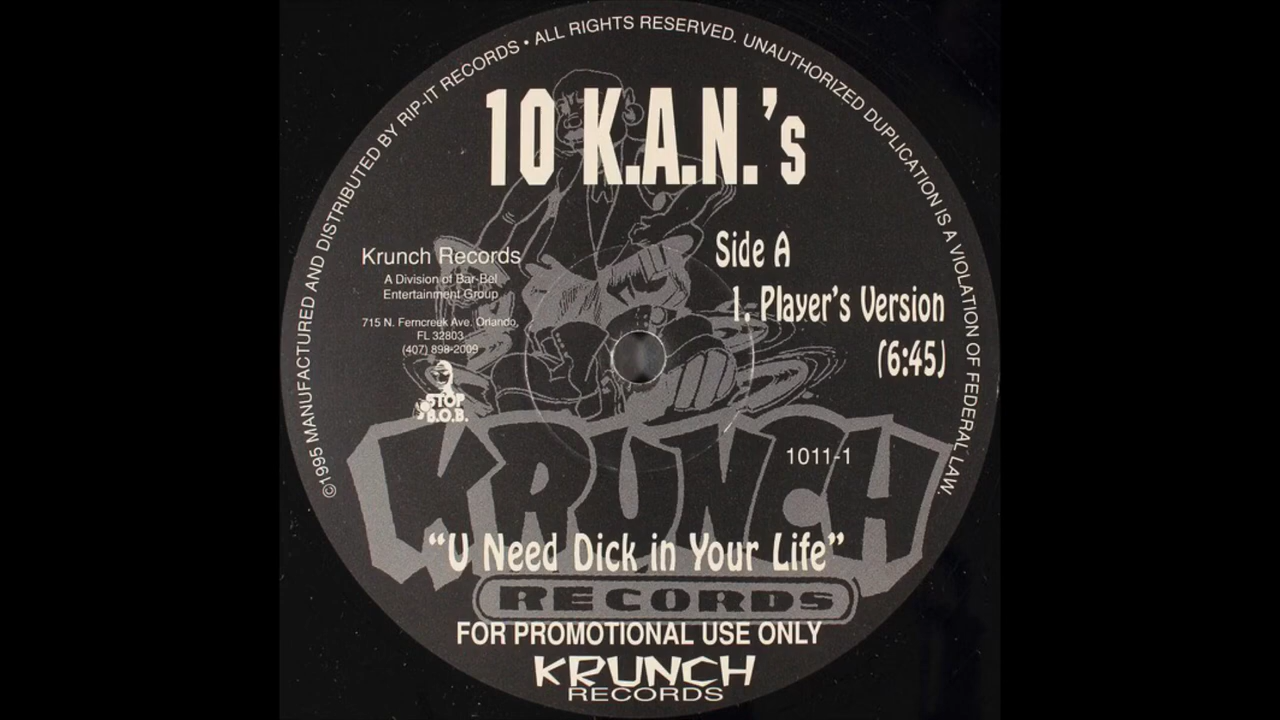 ©1995 MANUFACTURED AND DISTRIBUTED BY RIP-IT RECORDS • ALL RIGHTS RESERVED. UNAUTHORIZED DUPLICATION IS A VIOLATION OF FEDERAL LAW.
10 K.A.N.'s
Krunch Records
A Division of Bar-Bel
Entertainment Group
715 N. Ferncreek Ave. Orlando,
FL 32803
(407) 898-2009
STOP
B.O.B.
Side A
1. Player's Version
(6:45)
KRUNCH
1011-1
“U Need Dick in Your Life”
RECORDS
FOR PROMOTIONAL USE ONLY
KRUNCH
RECORDS